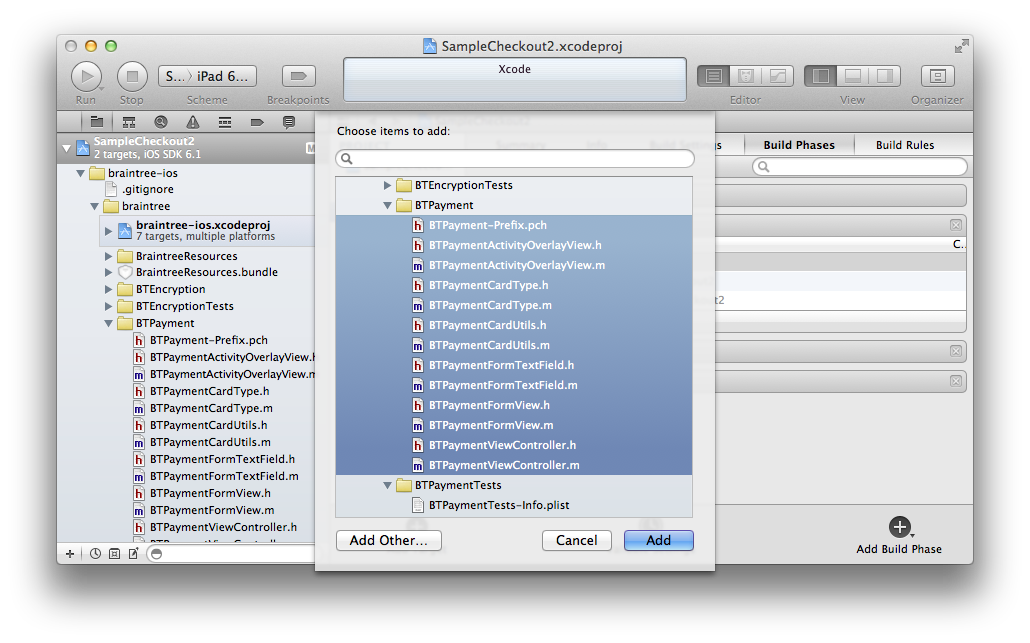 SampleCheckout2.xcodeproj
Run
Stop
S... 〉 iPad 6...
Scheme
Breakpoints
Xcode
Editor
View
Organizer
SampleCheckout2
2 targets, iOS SDK 6.1
M
braintree-ios
.gitignore
braintree
braintree-ios.xcodeproj
7 targets, multiple platforms
BraintreeResources
BraintreeResources.bundle
BTEncryption
BTEncryptionTests
BTPayment
h BTPayment-Prefix.pch
h BTPaymentActivityOverlayView.h
m BTPaymentActivityOverlayView.m
h BTPaymentCardType.h
m BTPaymentCardType.m
h BTPaymentCardUtils.h
m BTPaymentCardUtils.m
h BTPaymentFormTextField.h
m BTPaymentFormTextField.m
h BTPaymentFormView.h
m BTPaymentFormView.m
h BTPaymentViewController.h
Choose items to add:
BTEncryptionTests
BTPayment
h BTPayment-Prefix.pch
h BTPaymentActivityOverlayView.h
m BTPaymentActivityOverlayView.m
h BTPaymentCardType.h
m BTPaymentCardType.m
h BTPaymentCardUtils.h
m BTPaymentCardUtils.m
h BTPaymentFormTextField.h
m BTPaymentFormTextField.m
h BTPaymentFormView.h
m BTPaymentFormView.m
h BTPaymentViewController.h
m BTPaymentViewController.m
BTPaymentTests
BTPaymentTests-Info.plist
Add Other...
Cancel
Add
Build Phases
Build Rules
C..
ut2
Add Build Phase